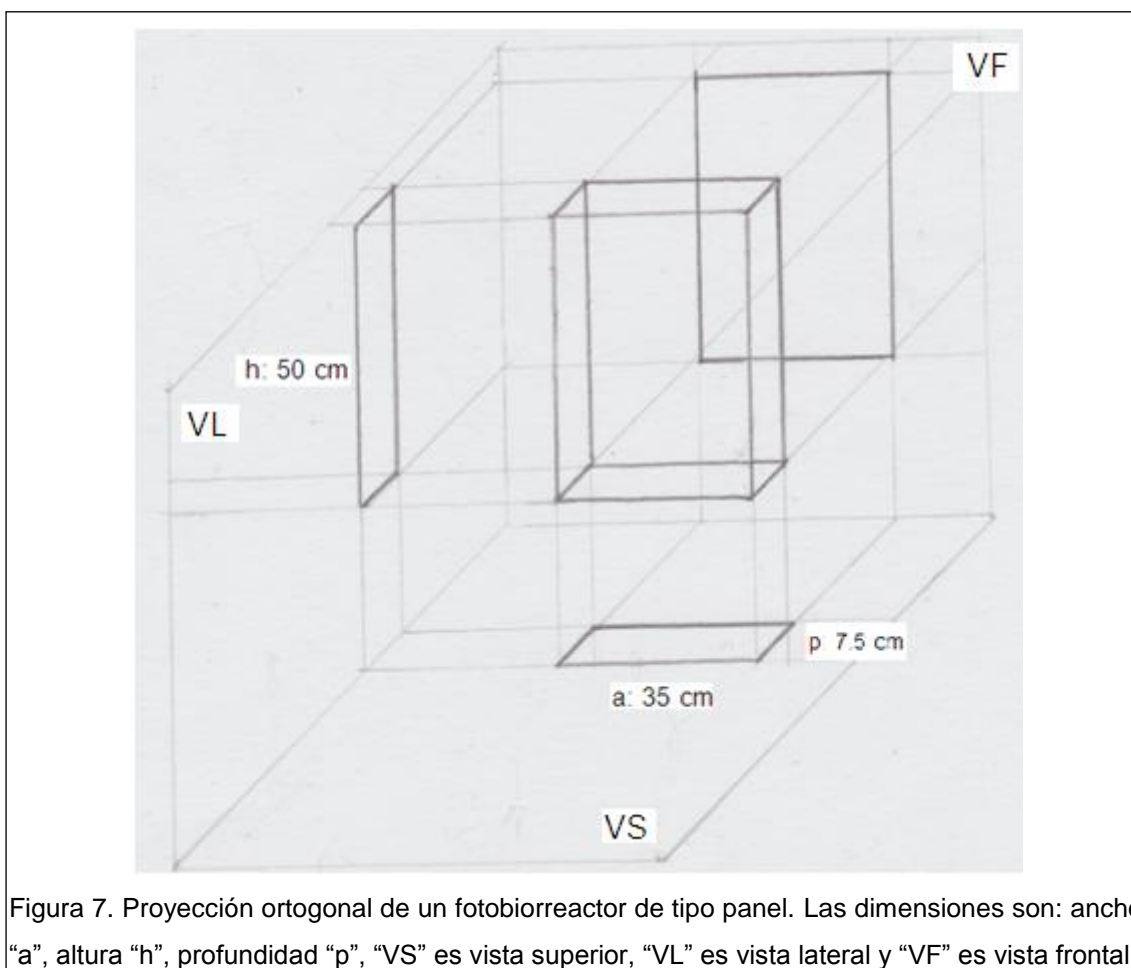 VF
h: 50 cm
VL
p 7.5 cm
a: 35 cm
VS
Figura 7. Proyección ortogonal de un fotobiorreactor de tipo panel. Las dimensiones son: ancho
“a”, altura “h”, profundidad “p”, “VS” es vista superior, “VL” es vista lateral y “VF” es vista frontal